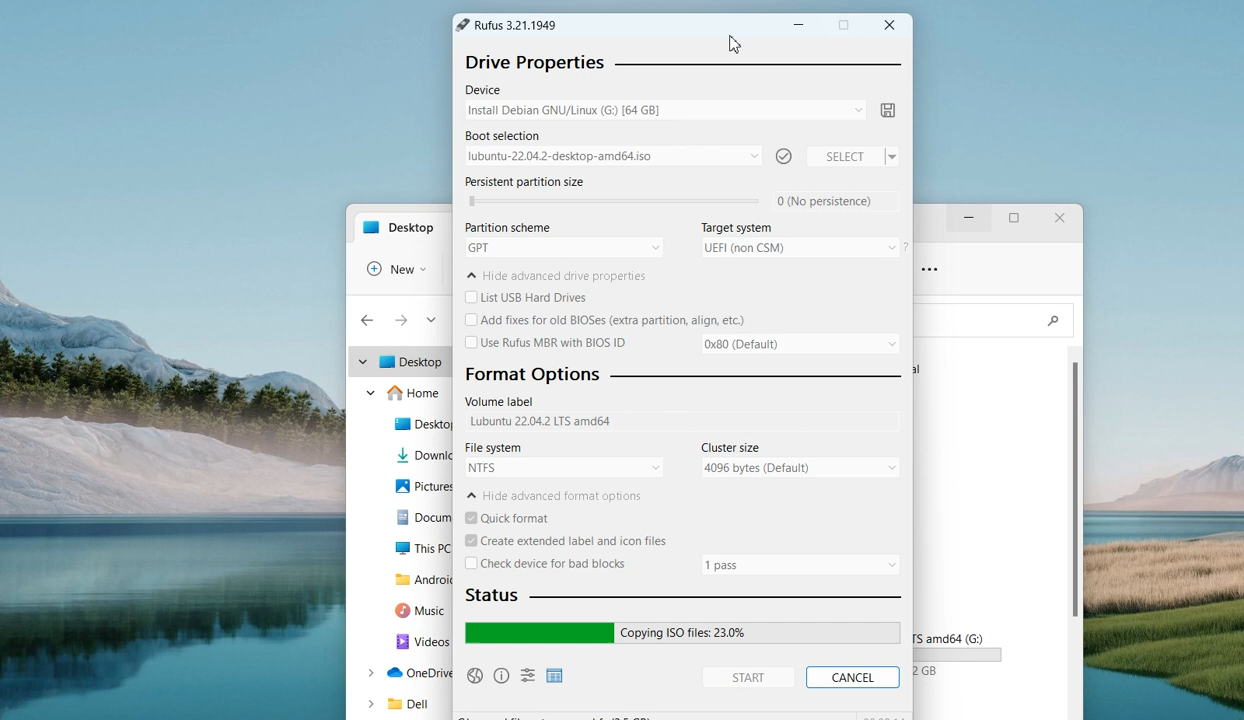 Rufus 3.21.1949
Drive Properties
Device
Install Debian GNU/Linux (G:) [64 GB]
Boot selection
lubuntu-22.04.2-desktop-amd64.iso
SELECT
Persistent partition size
0 (No persistence)
Partition scheme
Target system
GPT
UEFI (non CSM)
?
Hide advanced drive properties
List USB Hard Drives
Add fixes for old BIOSes (extra partition, align, etc.)
Use Rufus MBR with BIOS ID
0x80 (Default)
Format Options
Volume label
Lubuntu 22.04.2 LTS amd64
File system
Cluster size
NTFS
4096 bytes (Default)
Hide advanced format options
Quick format
Create extended label and icon files
Check device for bad blocks
1 pass
Status
Copying ISO files: 23.0%
START
CANCEL
Desktop
New
Desktop
Home
Deskto
Downlo
Pictures
Docum
This PC
Androi
Music
Videos
OneDrive
Dell
al
TS amd64 (G:)
2 GB